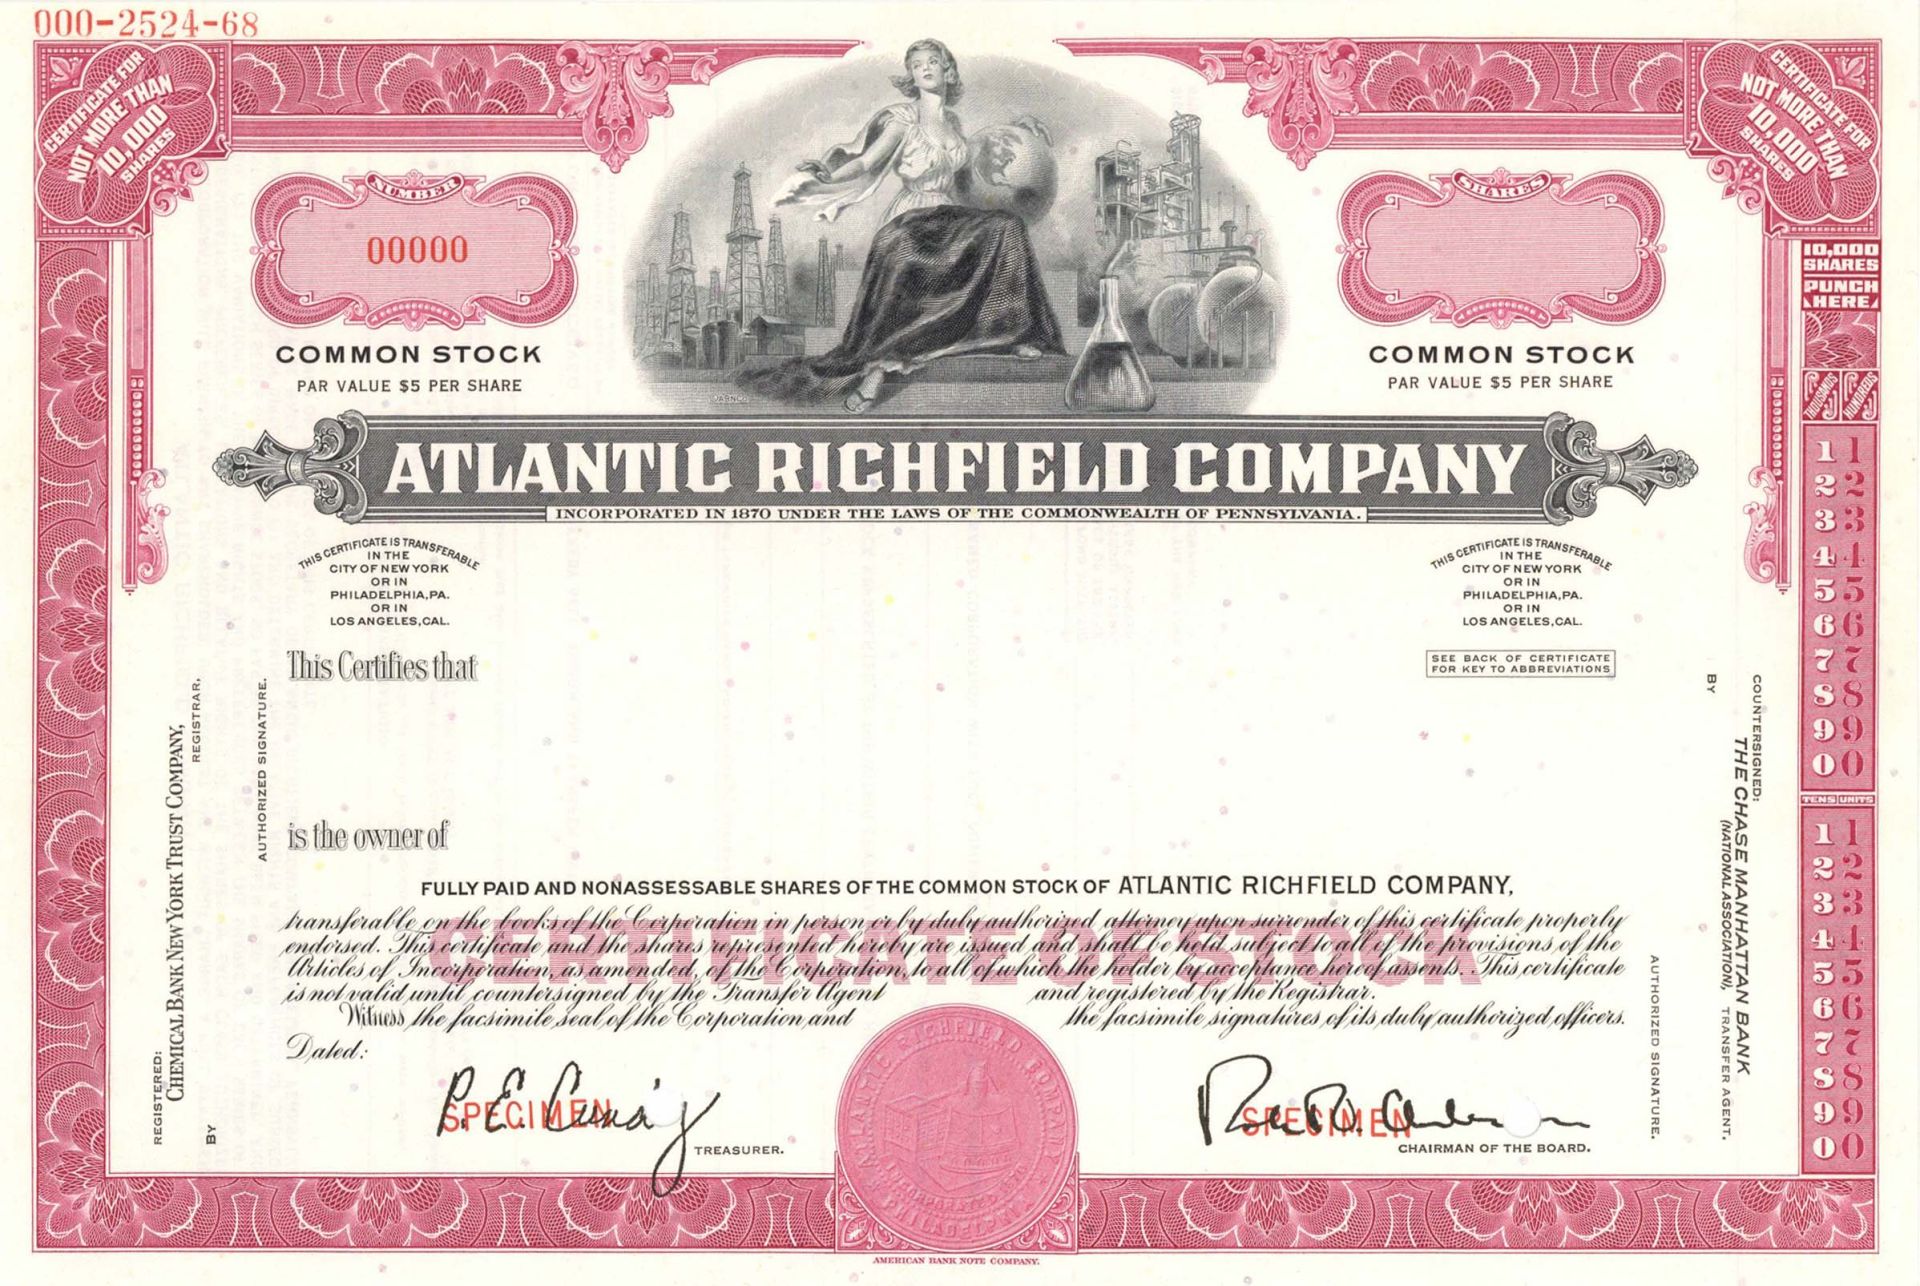 000-2524-68
CERTIFICATE FOR
NOT MORE THAN
10,000
SHARES
CERTIFICATE FOR
NOT MORE THAN
10,000
SHARES
NUMBER
00000
COMMON STOCK
PAR VALUE $5 PER SHARE
SHARES
COMMON STOCK
PAR VALUE $5 PER SHARE
10,000
SHARES
PUNCH
HERE
THOUSANDS HUNDREDS
1 1
2 2
3 3
4 4
5 5
6 6
7 7
8 8
9 9
0 0
TENS UNITS
1 1
2 2
3 3
4 4
5 5
6 6
7 7
8 8
9 9
0 0
ATLANTIC RICHFIELD COMPANY
INCORPORATED IN 1870 UNDER THE LAWS OF THE COMMONWEALTH OF PENNSYLVANIA.
THIS CERTIFICATE IS TRANSFERABLE
IN THE
CITY OF NEW YORK
OR IN
PHILADELPHIA, PA.
OR IN
LOS ANGELES, CAL.
THIS CERTIFICATE IS TRANSFERABLE
IN THE
CITY OF NEW YORK
OR IN
PHILADELPHIA, PA.
OR IN
LOS ANGELES, CAL.
This Certifies that
SEE BACK OF CERTIFICATE
FOR KEY TO ABBREVIATIONS
is the owner of
FULLY PAID AND NONASSESSABLE SHARES OF THE COMMON STOCK OF ATLANTIC RICHFIELD COMPANY,
CERTIFICATE OF STOCK
transferable on the books of the Corporation in person or by duly authorized attorney upon surrender of this certificate properly
endorsed. This certificate and the shares represented hereby are issued and shall be held subject to all of the provisions of the
Articles of Incorporation, as amended, of the Corporation, to all of which the holder by acceptance hereof assents. This certificate
is not valid until countersigned by the Transfer Agent and registered by the Registrar.
Witness the facsimile seal of the Corporation and the facsimile signatures of its duly authorized officers.
Dated:
SPECIMEN
TREASURER.
SPECIMEN
CHAIRMAN OF THE BOARD.
ATLANTIC RICHFIELD COMPANY
INCORPORATED 1870
PHILADELPHIA PA
REGISTERED:
CHEMICAL BANK NEW YORK TRUST COMPANY,
REGISTRAR.
BY
AUTHORIZED SIGNATURE.
COUNTERSIGNED:
THE CHASE MANHATTAN BANK
(NATIONAL ASSOCIATION), TRANSFER AGENT.
BY
AUTHORIZED SIGNATURE.
AMERICAN BANK NOTE COMPANY.